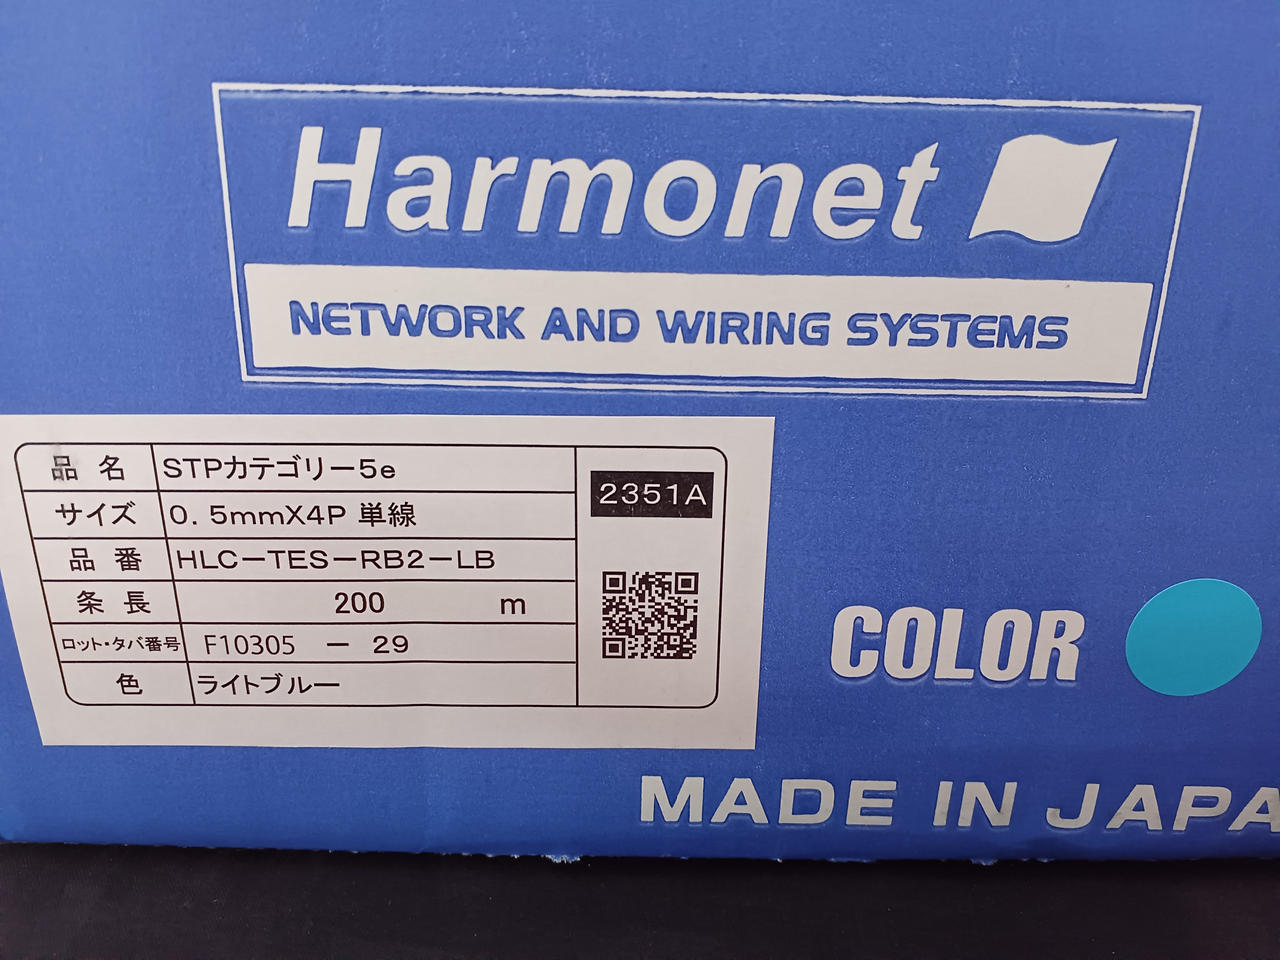 Harmonet
NETWORK AND WIRING SYSTEMS
品名 STPカテゴリー5e
サイズ 0.5mmX4P 単線
品番 HLC-TES-RB2-LB
条長 200 m
ロット・タバ番号 F10305 - 29
色 ライトブルー
2351A
COLOR
MADE IN JAPA